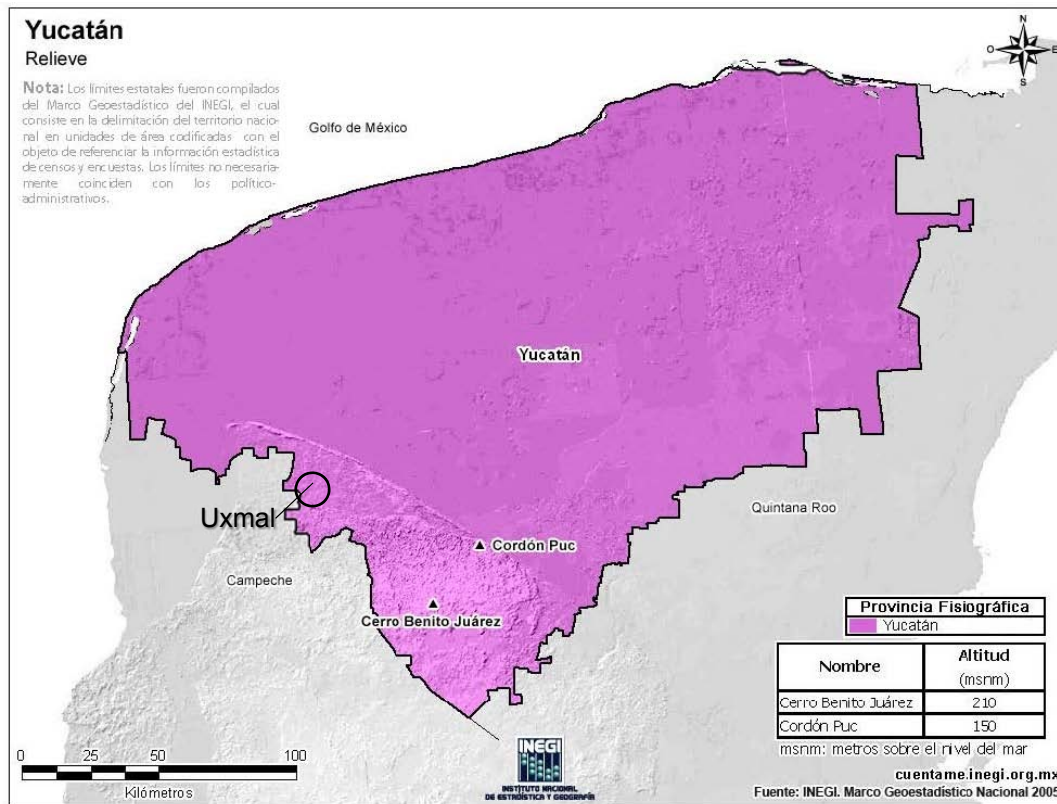 Yucatán
Relieve
Nota: Los límites estatales fueron compilados
del Marco Geoestadístico del INEGI, el cual
consiste en la delimitación del territorio nacio-
nal en unidades de área codificadas con el
objeto de referenciar la información estadística
de censos y encuestas. Los límites no necesaria-
mente coinciden con los político-
administrativos.
N
O
E
S
Golfo de México
Yucatán
Uxmal
Quintana Roo
Cordón Puc
Campeche
Cerro Benito Juárez
Provincia Fisiográfica
Yucatán
Nombre Altitud
(msnm)
Cerro Benito Juárez 210
Cordón Puc 150
msnm: metros sobre el nivel del mar
0 25 50 100
Kilómetros
INEGI
INSTITUTO NACIONAL
DE ESTADÍSTICA Y GEOGRAFÍA
cuentame.inegi.org.mx
Fuente: INEGI. Marco Geoestadístico Nacional 2005